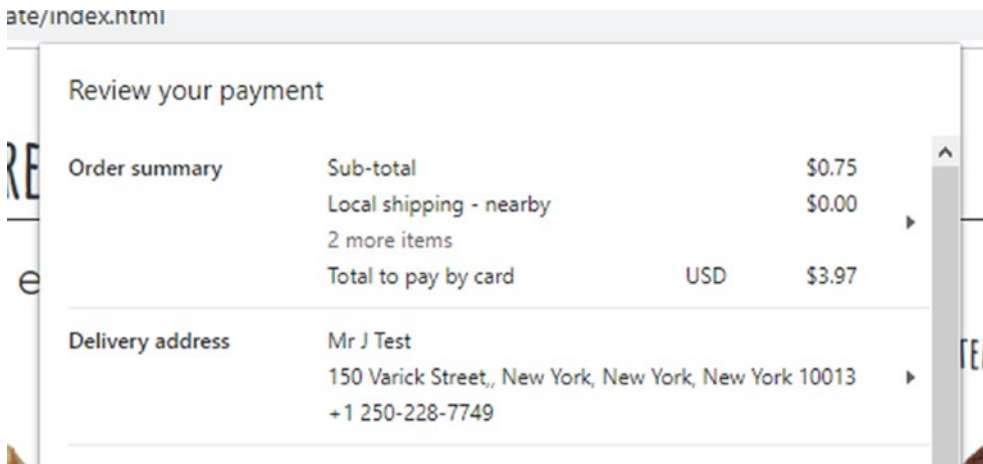 ate/index.html
Review your payment
RE
Order summary
Sub-total $0.75
Local shipping - nearby $0.00
2 more items
Total to pay by card USD $3.97
e
Delivery address
Mr J Test
150 Varick Street,, New York, New York, New York 10013
+1 250-228-7749